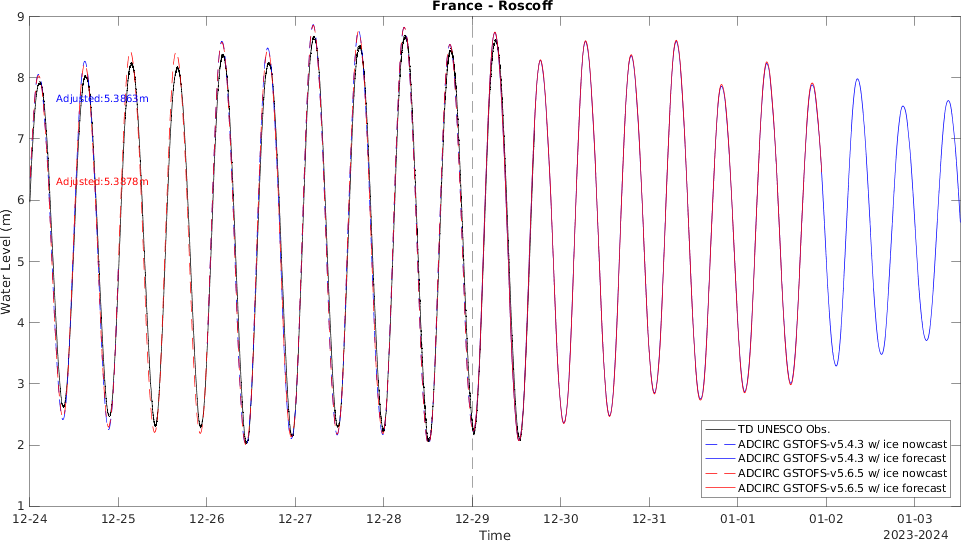 France - Roscoff
9
8
7
6
5
4
3
2
1
Water Level (m)
Adjusted:5.3863m
Adjusted:5.3878m
TD UNESCO Obs.
ADCIRC GSTOFS-v5.4.3 w/ ice nowcast
ADCIRC GSTOFS-v5.4.3 w/ ice forecast
ADCIRC GSTOFS-v5.6.5 w/ ice nowcast
ADCIRC GSTOFS-v5.6.5 w/ ice forecast
12-24 12-25 12-26 12-27 12-28 12-29 12-30 12-31 01-01 01-02 01-03
Time
2023-2024